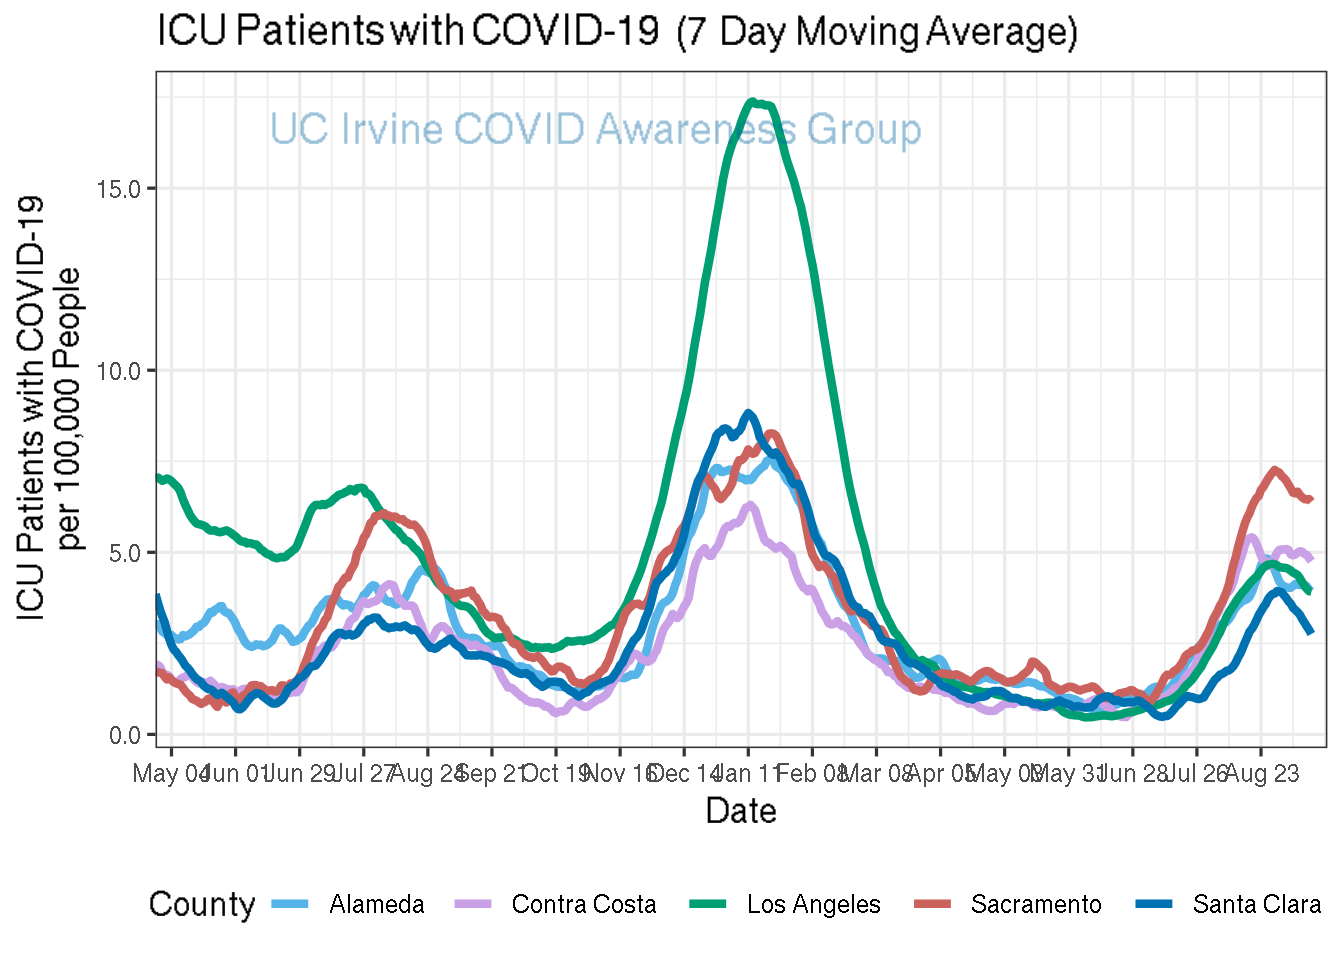 ICU Patients with COVID-19 (7 Day Moving Average)
UC Irvine COVID Awareness Group
ICU Patients with COVID-19
per 100,000 People
15.0
10.0
5.0
0.0
May 04 Jun 01 Jun 29 Jul 27 Aug 24 Sep 21 Oct 19 Nov 16 Dec 14 Jan 11 Feb 08 Mar 08 Apr 05 May 03 May 31 Jun 28 Jul 26 Aug 23
Date
County Alameda Contra Costa Los Angeles Sacramento Santa Clara